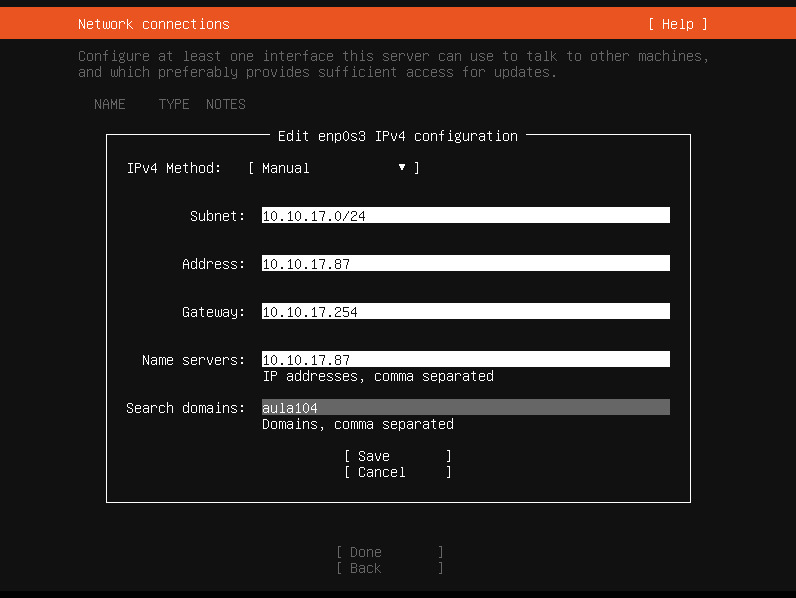 Network connections [ Help ]
Configure at least one interface this server can use to talk to other machines,
and which preferably provides sufficient access for updates.
NAME TYPE NOTES
Edit enp0s3 IPv4 configuration
IPv4 Method: [ Manual ▾ ]
Subnet: 10.10.17.0/24
Address: 10.10.17.87
Gateway: 10.10.17.254
Name servers: 10.10.17.87
IP addresses, comma separated
Search domains: aula104
Domains, comma separated
[ Save ]
[ Cancel ]
[ Done ]
[ Back ]